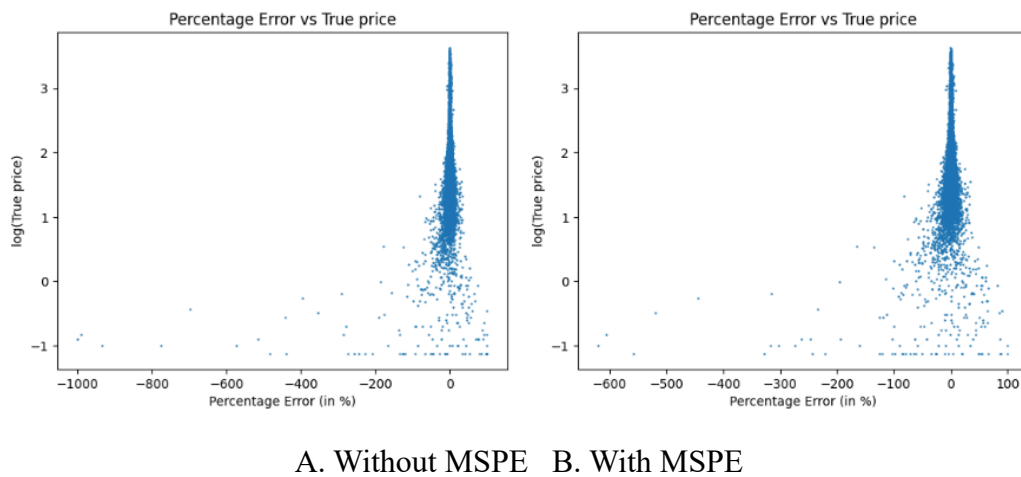 Percentage Error vs True price
log(True price)
3
2
1
0
−1
−1000 −800 −600 −400 −200 0
Percentage Error (in %)
Percentage Error vs True price
log(True price)
3
2
1
0
−1
−600 −500 −400 −300 −200 −100 0 100
Percentage Error (in %)
A. Without MSPE B. With MSPE